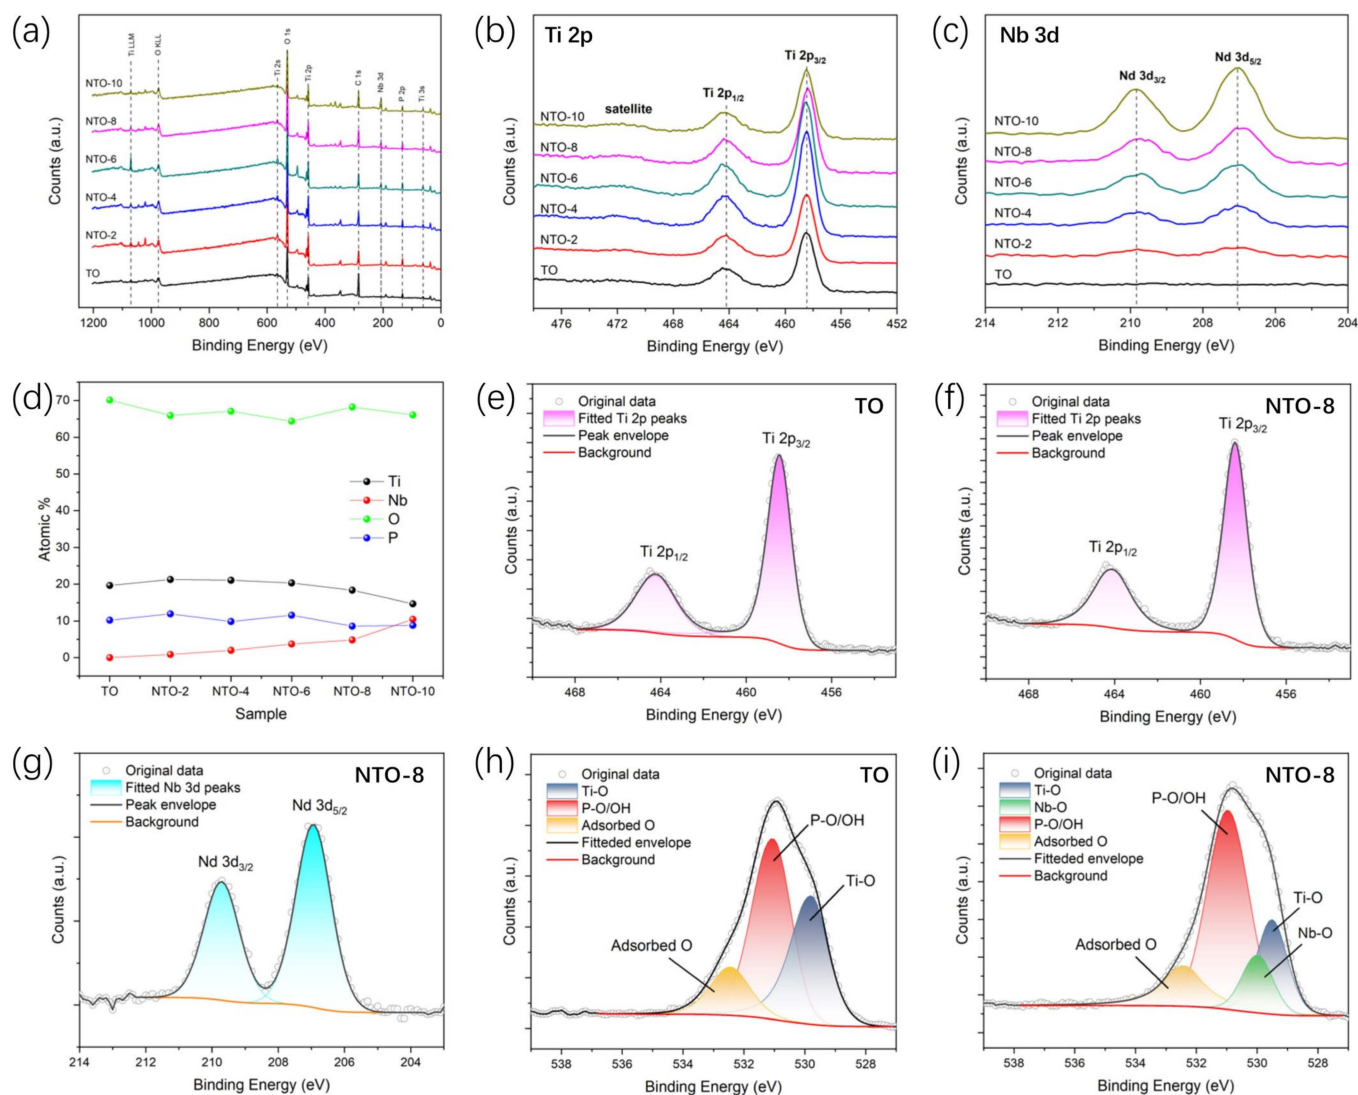 (a)
Ti LLM
O KLL
Ti 2s
O 1s
Ti 2p
C 1s
Nb 3d
P 2p
Ti 3s
NTO-10
NTO-8
NTO-6
NTO-4
NTO-2
TO
Counts (a.u.)
1200 1000 800 600 400 200 0
Binding Energy (eV)
(b)
Ti 2p
Ti 2p3/2
Ti 2p1/2
satellite
NTO-10
NTO-8
NTO-6
NTO-4
NTO-2
TO
Counts (a.u.)
476 472 468 464 460 456 452
Binding Energy (eV)
(c)
Nb 3d
Nd 3d5/2
Nd 3d3/2
NTO-10
NTO-8
NTO-6
NTO-4
NTO-2
TO
Counts (a.u.)
214 212 210 208 206 204
Binding Energy (eV)
(d)
70
60
50
40
30
20
10
0
Atomic %
Ti
Nb
O
P
TO NTO-2 NTO-4 NTO-6 NTO-8 NTO-10
Sample
(e)
Original data
Fitted Ti 2p peaks
Peak envelope
Background
TO
Ti 2p3/2
Ti 2p1/2
Counts (a.u.)
468 464 460 456
Binding Energy (eV)
(f)
Original data
Fitted Ti 2p peaks
Peak envelope
Background
NTO-8
Ti 2p3/2
Ti 2p1/2
Counts (a.u.)
468 464 460 456
Binding Energy (eV)
(g)
Original data
Fitted Nb 3d peaks
Peak envelope
Background
NTO-8
Nd 3d5/2
Nd 3d3/2
Counts (a.u.)
214 212 210 208 206 204
Binding Energy (eV)
(h)
Original data
Ti-O
P-O/OH
Adsorbed O
Fitteded envelope
Background
TO
P-O/OH
Ti-O
Adsorbed O
Counts (a.u.)
538 536 534 532 530 528
Binding Energy (eV)
(i)
Original data
Ti-O
Nb-O
P-O/OH
Adsorbed O
Fitteded envelope
Background
NTO-8
P-O/OH
Ti-O
Nb-O
Adsorbed O
Counts (a.u.)
538 536 534 532 530 528
Binding Energy (eV)